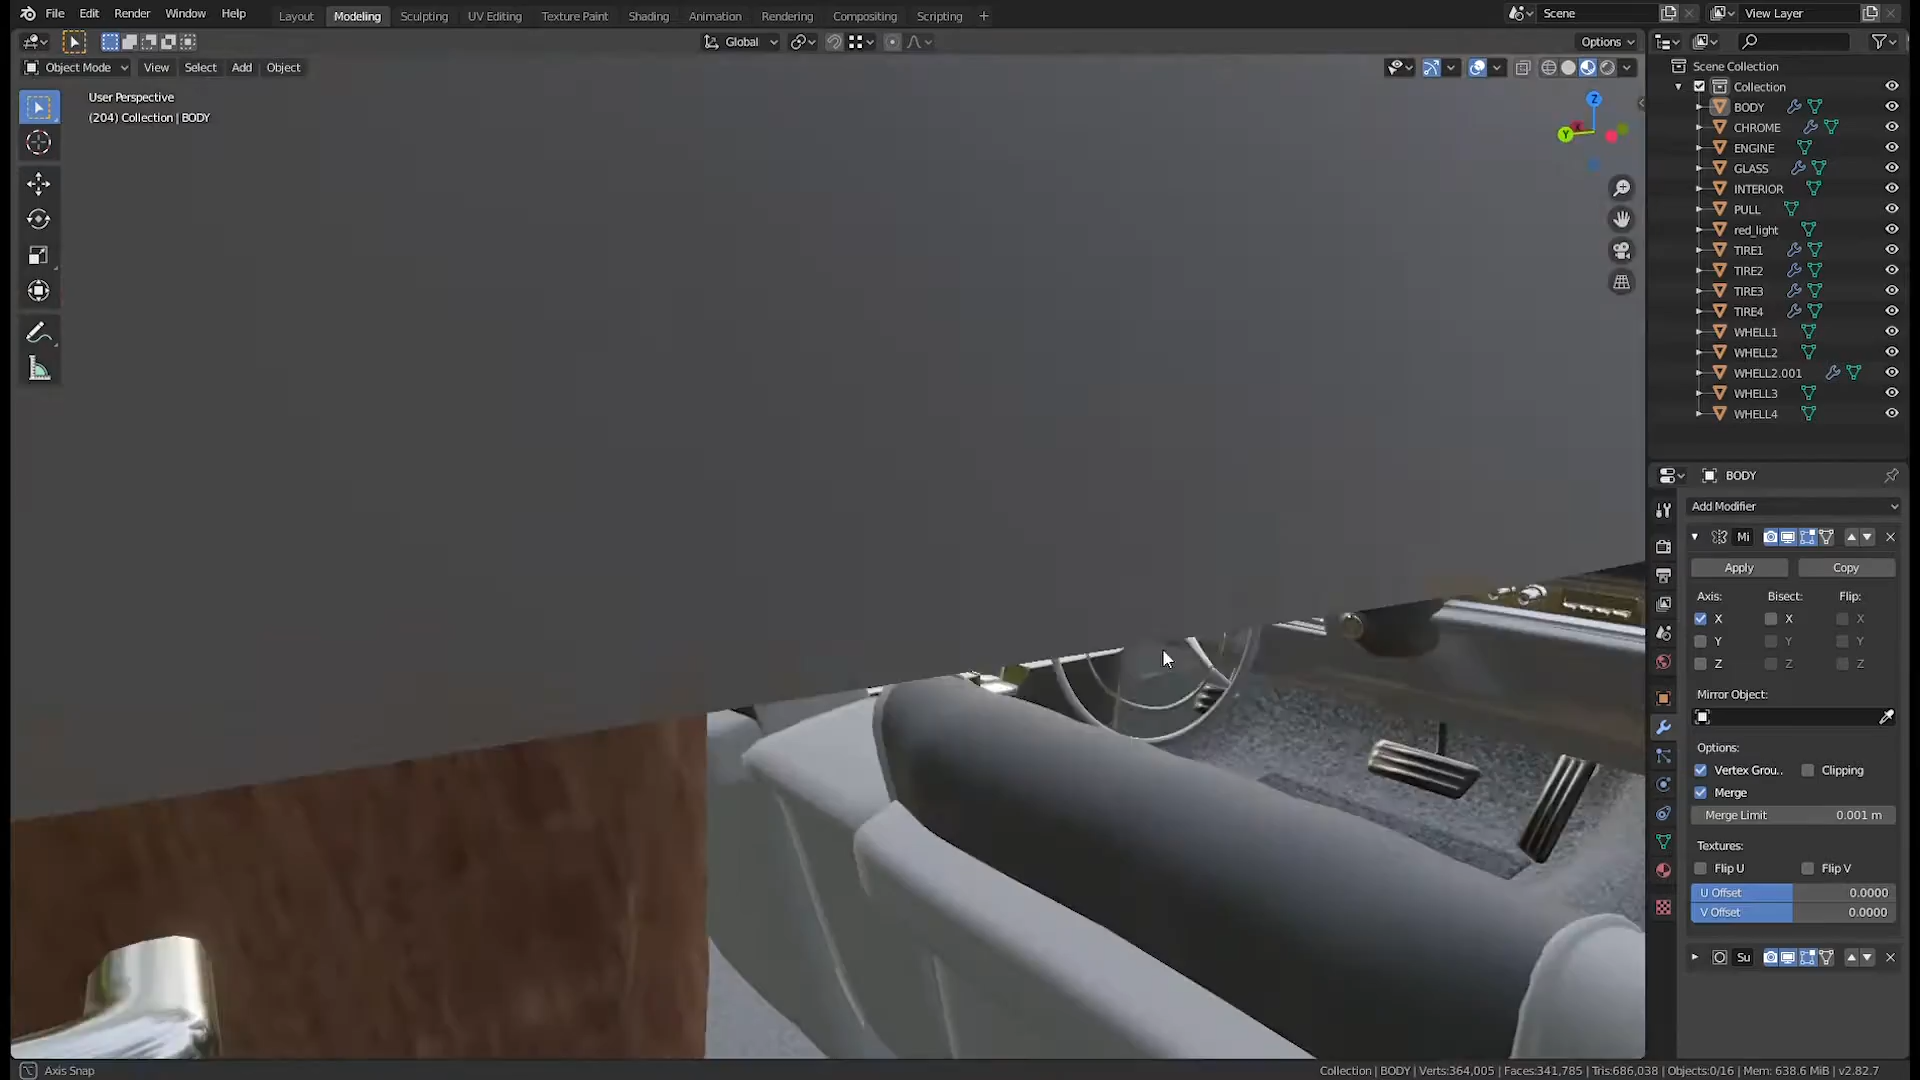 File Edit Render Window Help
Layout Modeling Sculpting UV Editing Texture Paint Shading Animation Rendering Compositing Scripting +
Scene
View Layer
Global
Options
Object Mode View Select Add Object
User Perspective
(204) Collection | BODY
Z
Y
Scene Collection
Collection
BODY
CHROME
ENGINE
GLASS
INTERIOR
PULL
red_light
TIRE1
TIRE2
TIRE3
TIRE4
WHELL1
WHELL2
WHELL2.001
WHELL3
WHELL4
BODY
Add Modifier
Mi
Apply Copy
Axis: Bisect: Flip:
X X X
Y Y Y
Z Z Z
Mirror Object:
Options:
Vertex Grou.. Clipping
Merge
Merge Limit 0.001 m
Textures:
Flip U Flip V
U Offset 0.0000
V Offset 0.0000
Su
Axis Snap
Collection | BODY | Verts:364,005 | Faces:341,785 | Tris:686,038 | Objects:0/16 | Mem: 638.6 MiB | v2.82.7